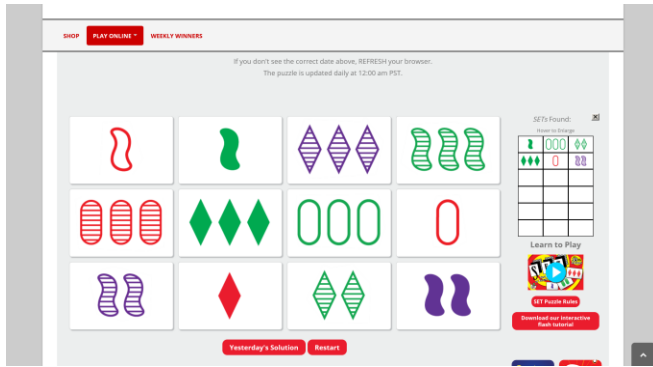 SHOP PLAY ONLINE WEEKLY WINNERS
If you don't see the correct date above, REFRESH your browser.
The puzzle is updated daily at 12:00 am PST.
SETs Found:
Hover to Enlarge
Learn to Play
SET Puzzle Rules
Download our interactive
flash tutorial
Yesterday's Solution Restart